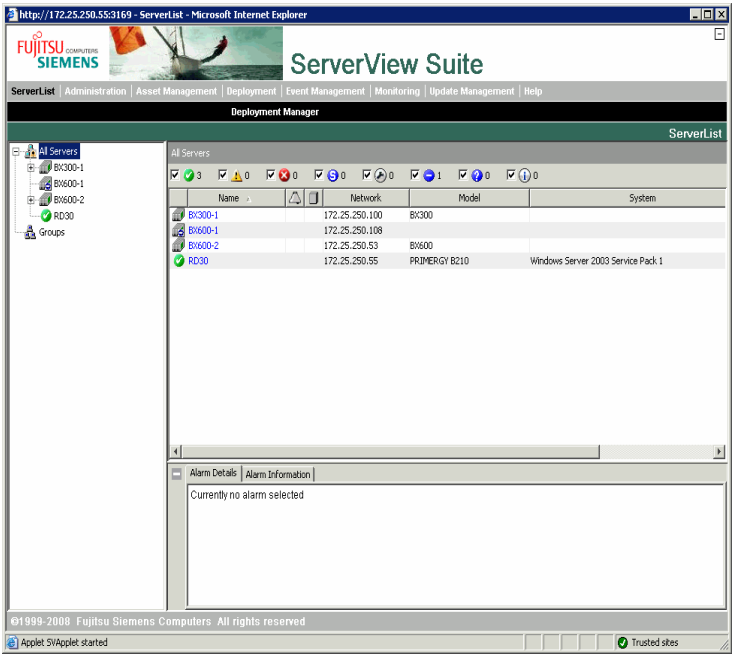 http://172.25.250.55:3169 - ServerList - Microsoft Internet Explorer
FUJITSU COMPUTERS
SIEMENS
ServerView Suite
ServerList | Administration | Asset Management | Deployment | Event Management | Monitoring | Update Management | Help
Deployment Manager
ServerList
All Servers
BX300-1
BX600-1
BX600-2
RD30
Groups
All Servers
3 0 0 0 0 1 0 0
Name Network Model System
BX300-1 172.25.250.100 BX300
BX600-1 172.25.250.108
BX600-2 172.25.250.53 BX600
RD30 172.25.250.55 PRIMERGY B210 Windows Server 2003 Service Pack 1
Alarm Details Alarm Information
Currently no alarm selected
©1999-2008 Fujitsu Siemens Computers All rights reserved
Applet SVApplet started
Trusted sites